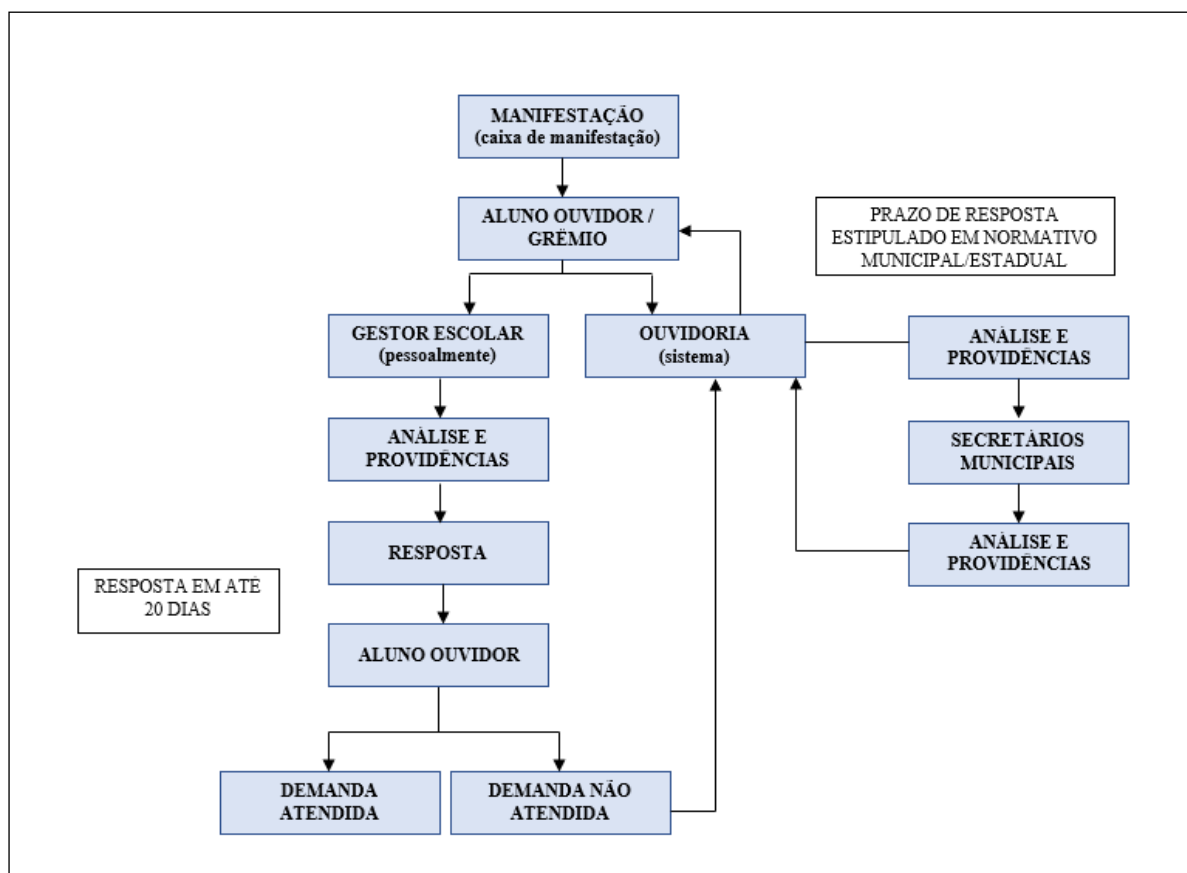 MANIFESTAÇÃO
(caixa de manifestação)
ALUNO OUVIDOR /
GRÊMIO
PRAZO DE RESPOSTA
ESTIPULADO EM NORMATIVO
MUNICIPAL/ESTADUAL
GESTOR ESCOLAR
(pessoalmente)
OUVIDORIA
(sistema)
ANÁLISE E
PROVIDÊNCIAS
ANÁLISE E
PROVIDÊNCIAS
SECRETÁRIOS
MUNICIPAIS
RESPOSTA
ANÁLISE E
PROVIDÊNCIAS
RESPOSTA EM ATÉ
20 DIAS
ALUNO OUVIDOR
DEMANDA
ATENDIDA
DEMANDA NÃO
ATENDIDA